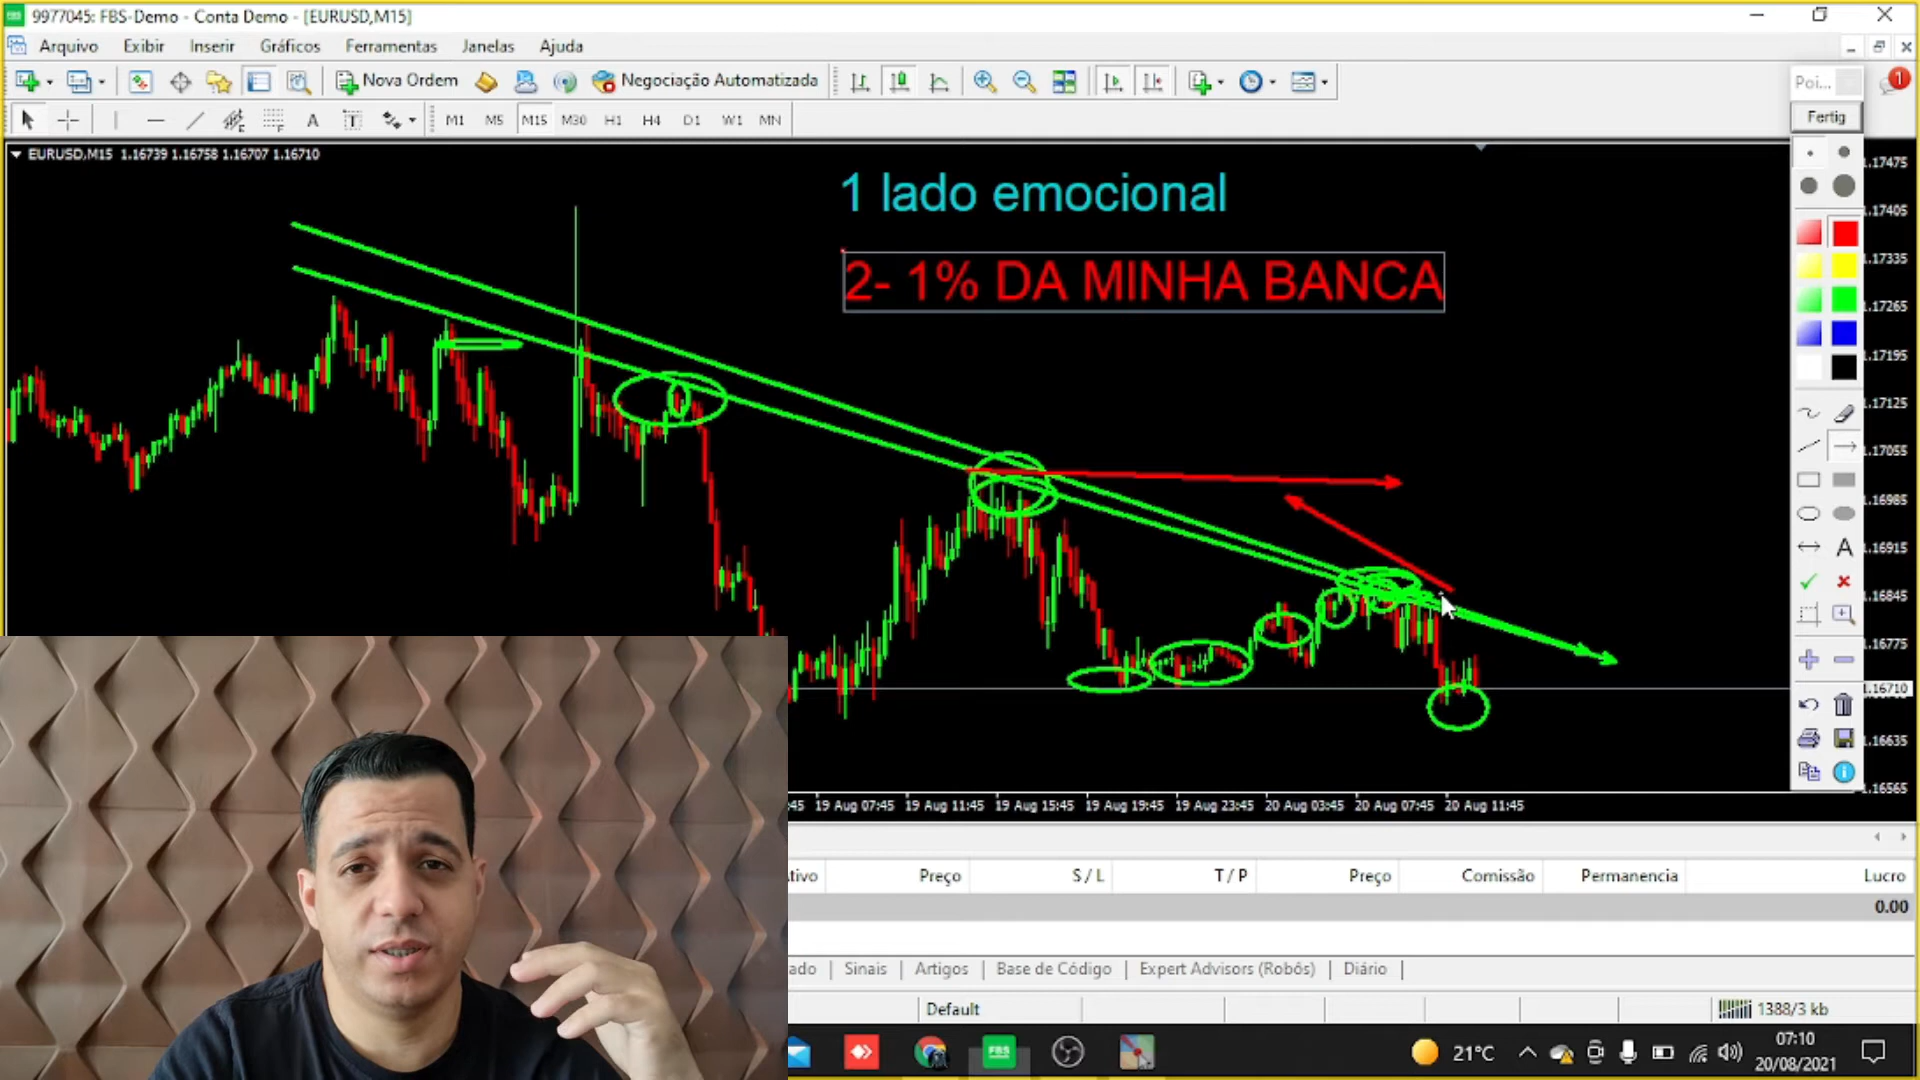 9977045: FBS-Demo - Conta Demo - [EURUSD,M15]
Arquivo Exibir Inserir Gráficos Ferramentas Janelas Ajuda
Nova Ordem Negociação Automatizada
A T M1 M5 M15 M30 H1 H4 D1 W1 MN
Poi...
1
Fertig
EURUSD,M15 1.16739 1.16758 1.16707 1.16710
1 lado emocional
2- 1% DA MINHA BANCA
1.17475
1.17405
1.17335
1.17265
1.17195
1.17125
1.17055
1.16985
1.16915
A
1.16845
1.16775
1.16710
1.16635
1.16565
:45 19 Aug 07:45 19 Aug 11:45 19 Aug 15:45 19 Aug 19:45 19 Aug 23:45 20 Aug 03:45 20 Aug 07:45 20 Aug 11:45
tivo Preço S / L T / P Preço Comissão Permanencia Lucro
0.00
ado Sinais Artigos Base de Código Expert Advisors (Robôs) Diário
Default 1388/3 kb
FBS
21°C
07:10
20/08/2021